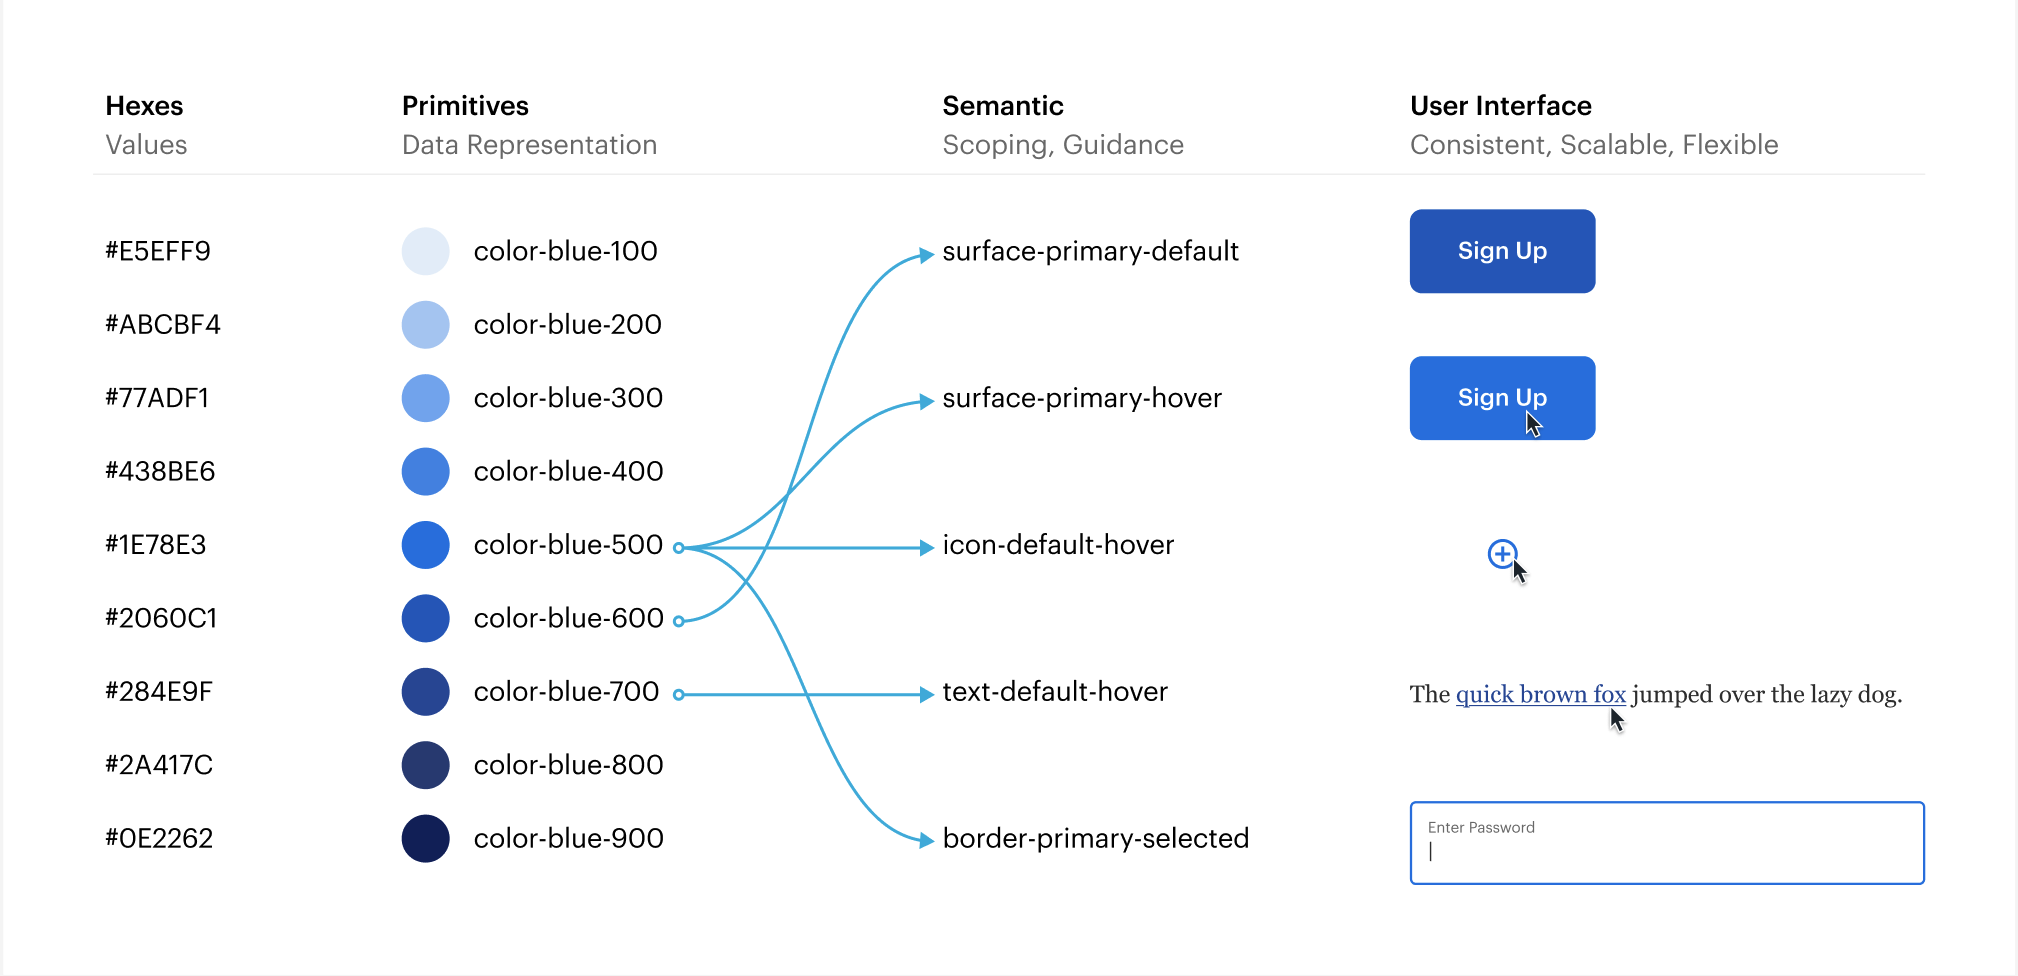 Hexes
Values
Primitives
Data Representation
Semantic
Scoping, Guidance
User Interface
Consistent, Scalable, Flexible
#E5EFF9
color-blue-100
surface-primary-default
Sign Up
#ABCBF4
color-blue-200
#77ADF1
color-blue-300
surface-primary-hover
Sign Up
#438BE6
color-blue-400
#1E78E3
color-blue-500
icon-default-hover
#2060C1
color-blue-600
#284E9F
color-blue-700
text-default-hover
The quick brown fox jumped over the lazy dog.
#2A417C
color-blue-800
#0E2262
color-blue-900
border-primary-selected
Enter Password